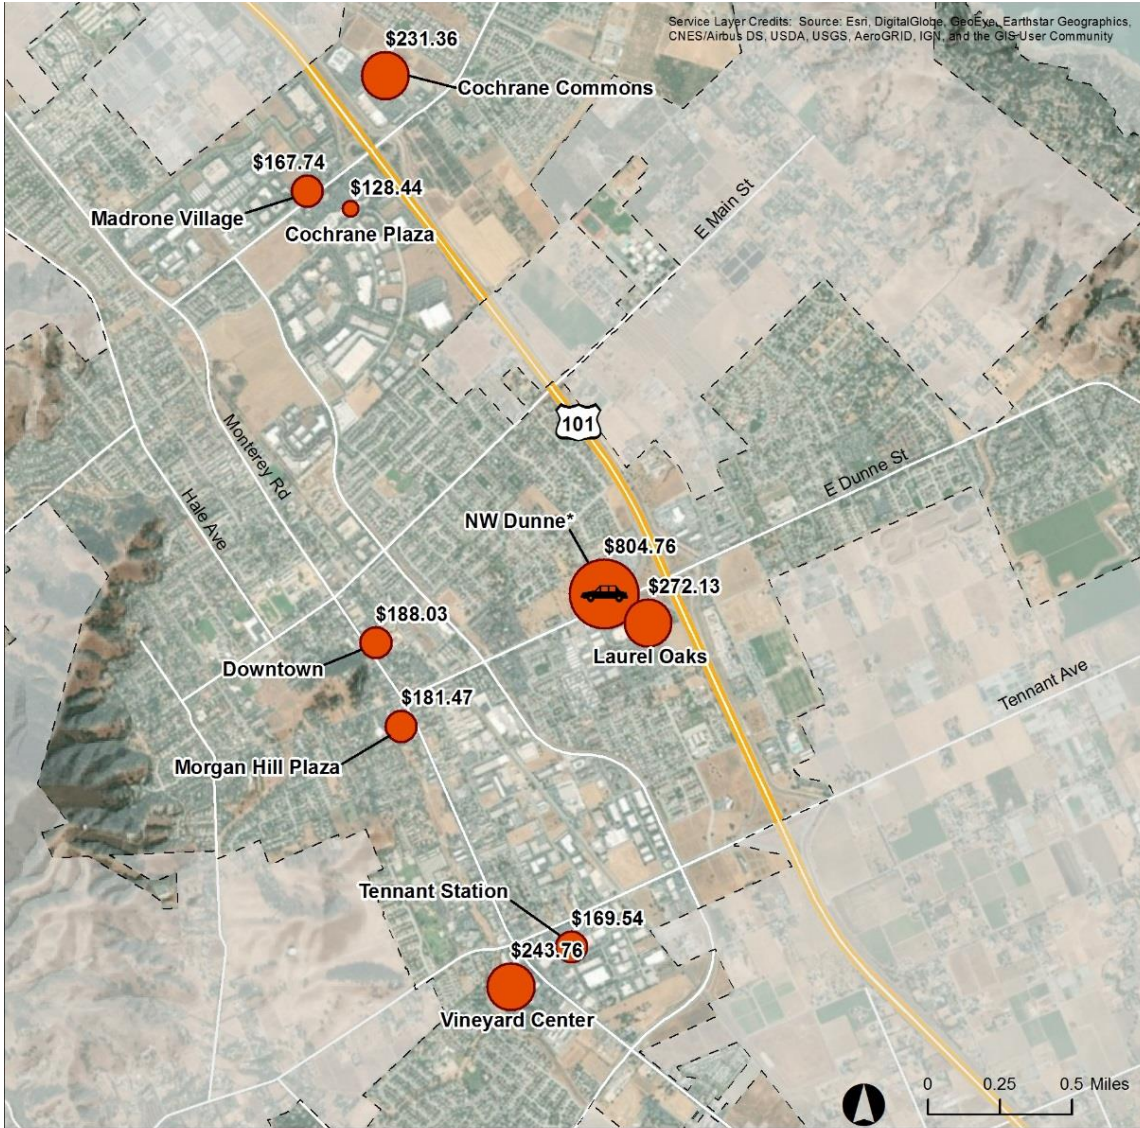 Service Layer Credits: Source: Esri, DigitalGlobe, GeoEye, Earthstar Geographics,
CNES/Airbus DS, USDA, USGS, AeroGRID, IGN, and the GIS User Community
$231.36
Cochrane Commons
$167.74
$128.44
Madrone Village
Cochrane Plaza
E Main St
101
Monterey Rd
Hale Ave
E Dunne St
NW Dunne*
$804.76
$272.13
Laurel Oaks
$188.03
Downtown
$181.47
Morgan Hill Plaza
Tennant Ave
Tennant Station
$169.54
$243.76
Vineyard Center
0 0.25 0.5 Miles